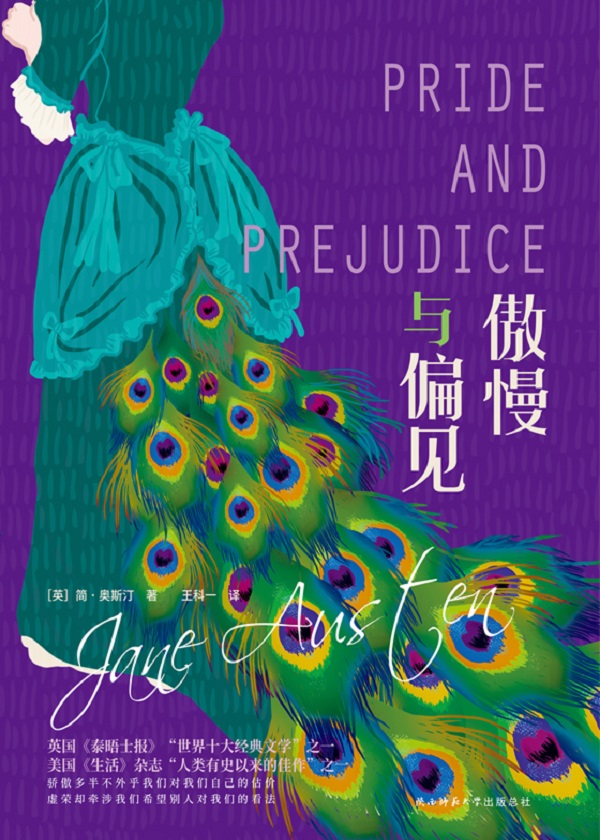 PRIDE
AND
PREJUDICE
傲慢
与偏见
[英] 简·奥斯汀 著 王科一 译
Jane Austen
英国《泰晤士报》“世界十大经典文学”之一
美国《生活》杂志“人类有史以来的佳作”之一
骄傲多半不外乎我们对我们自己的估价
虚荣却牵涉我们希望别人对我们的看法
陕西师范大学出版总社